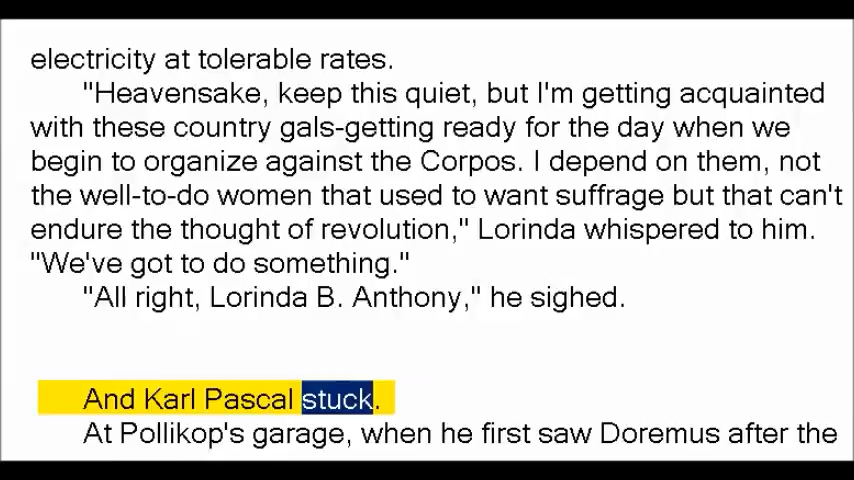 electricity at tolerable rates.
"Heavensake, keep this quiet, but I'm getting acquainted
with these country gals-getting ready for the day when we
begin to organize against the Corpos. I depend on them, not
the well-to-do women that used to want suffrage but that can't
endure the thought of revolution," Lorinda whispered to him.
"We've got to do something."
"All right, Lorinda B. Anthony," he sighed.
And Karl Pascal stuck.
At Pollikop's garage, when he first saw Doremus after the